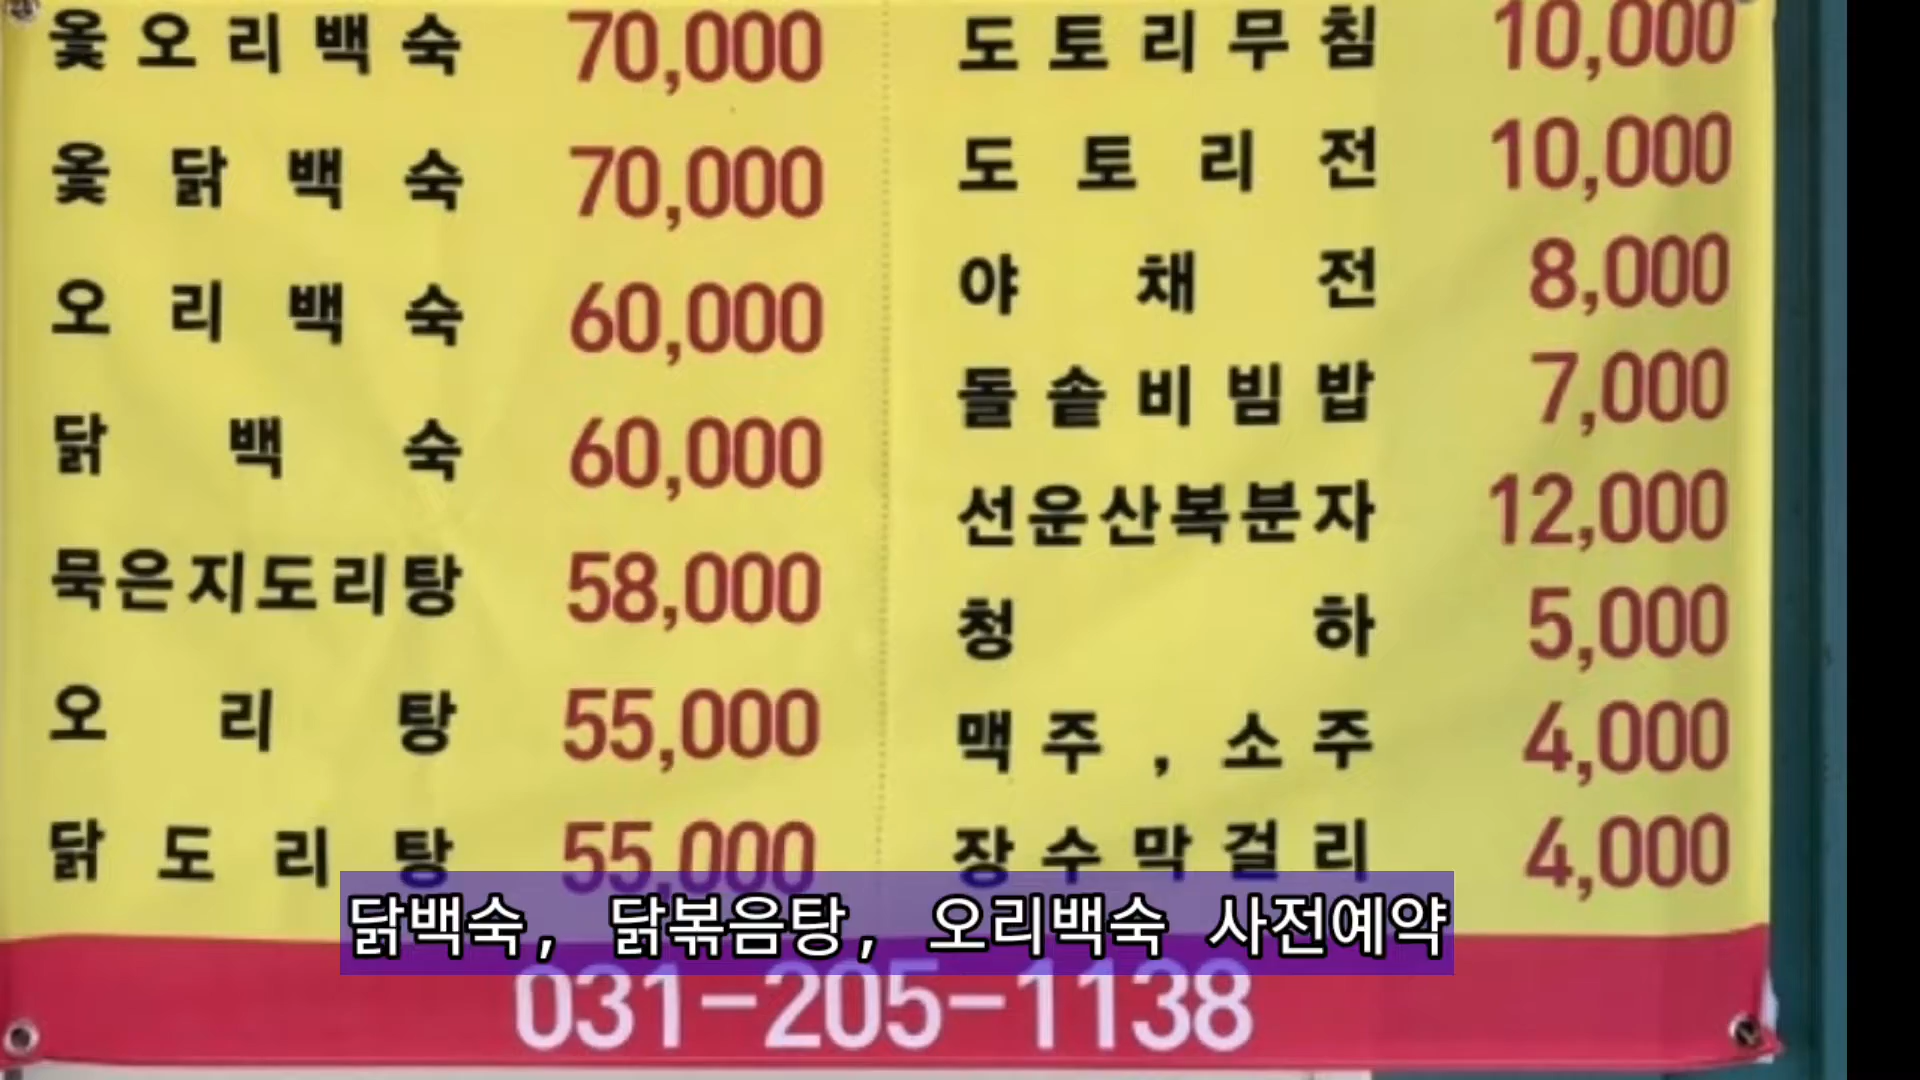 옻오리백숙 70,000
옻닭백숙 70,000
오리백숙 60,000
닭백숙 60,000
묵은지도리탕 58,000
오리탕 55,000
닭도리탕 55,000
도토리무침 10,000
도토리전 10,000
야채전 8,000
돌솥비빔밥 7,000
선운산복분자 12,000
청하 5,000
맥주, 소주 4,000
장수막걸리 4,000
닭백숙, 닭볶음탕, 오리백숙 사전예약
031-205-1138